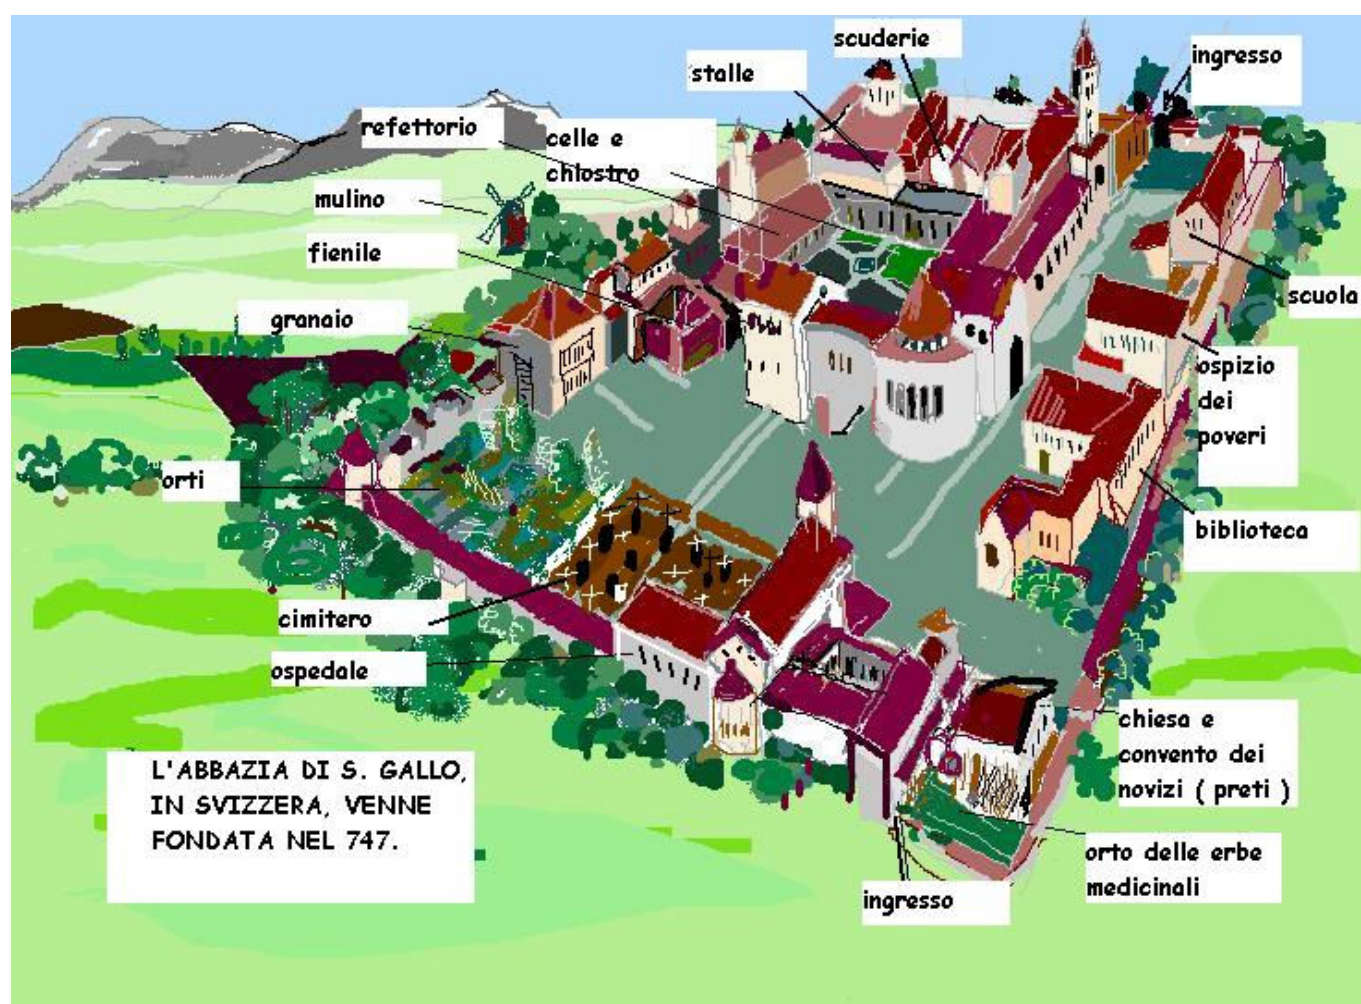 scuderie
ingresso
stalle
refettorio
celle e
chiostro
mulino
fienile
scuola
granaio
ospizio
dei
poveri
orti
biblioteca
cimitero
ospedale
chiesa e
convento dei
novizi ( preti )
L'ABBAZIA DI S. GALLO,
IN SVIZZERA, VENNE
FONDATA NEL 747.
orto delle erbe
medicinali
ingresso